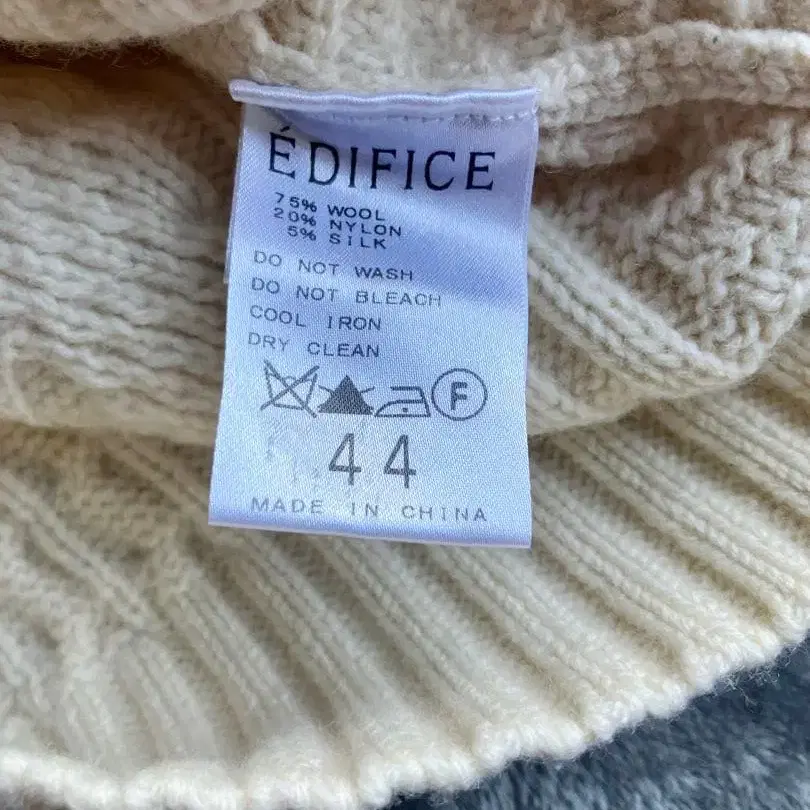 ÉDIFICE
75% WOOL
20% NYLON
5% SILK
DO NOT WASH
DO NOT BLEACH
COOL IRON
DRY CLEAN
F
44
MADE IN CHINA